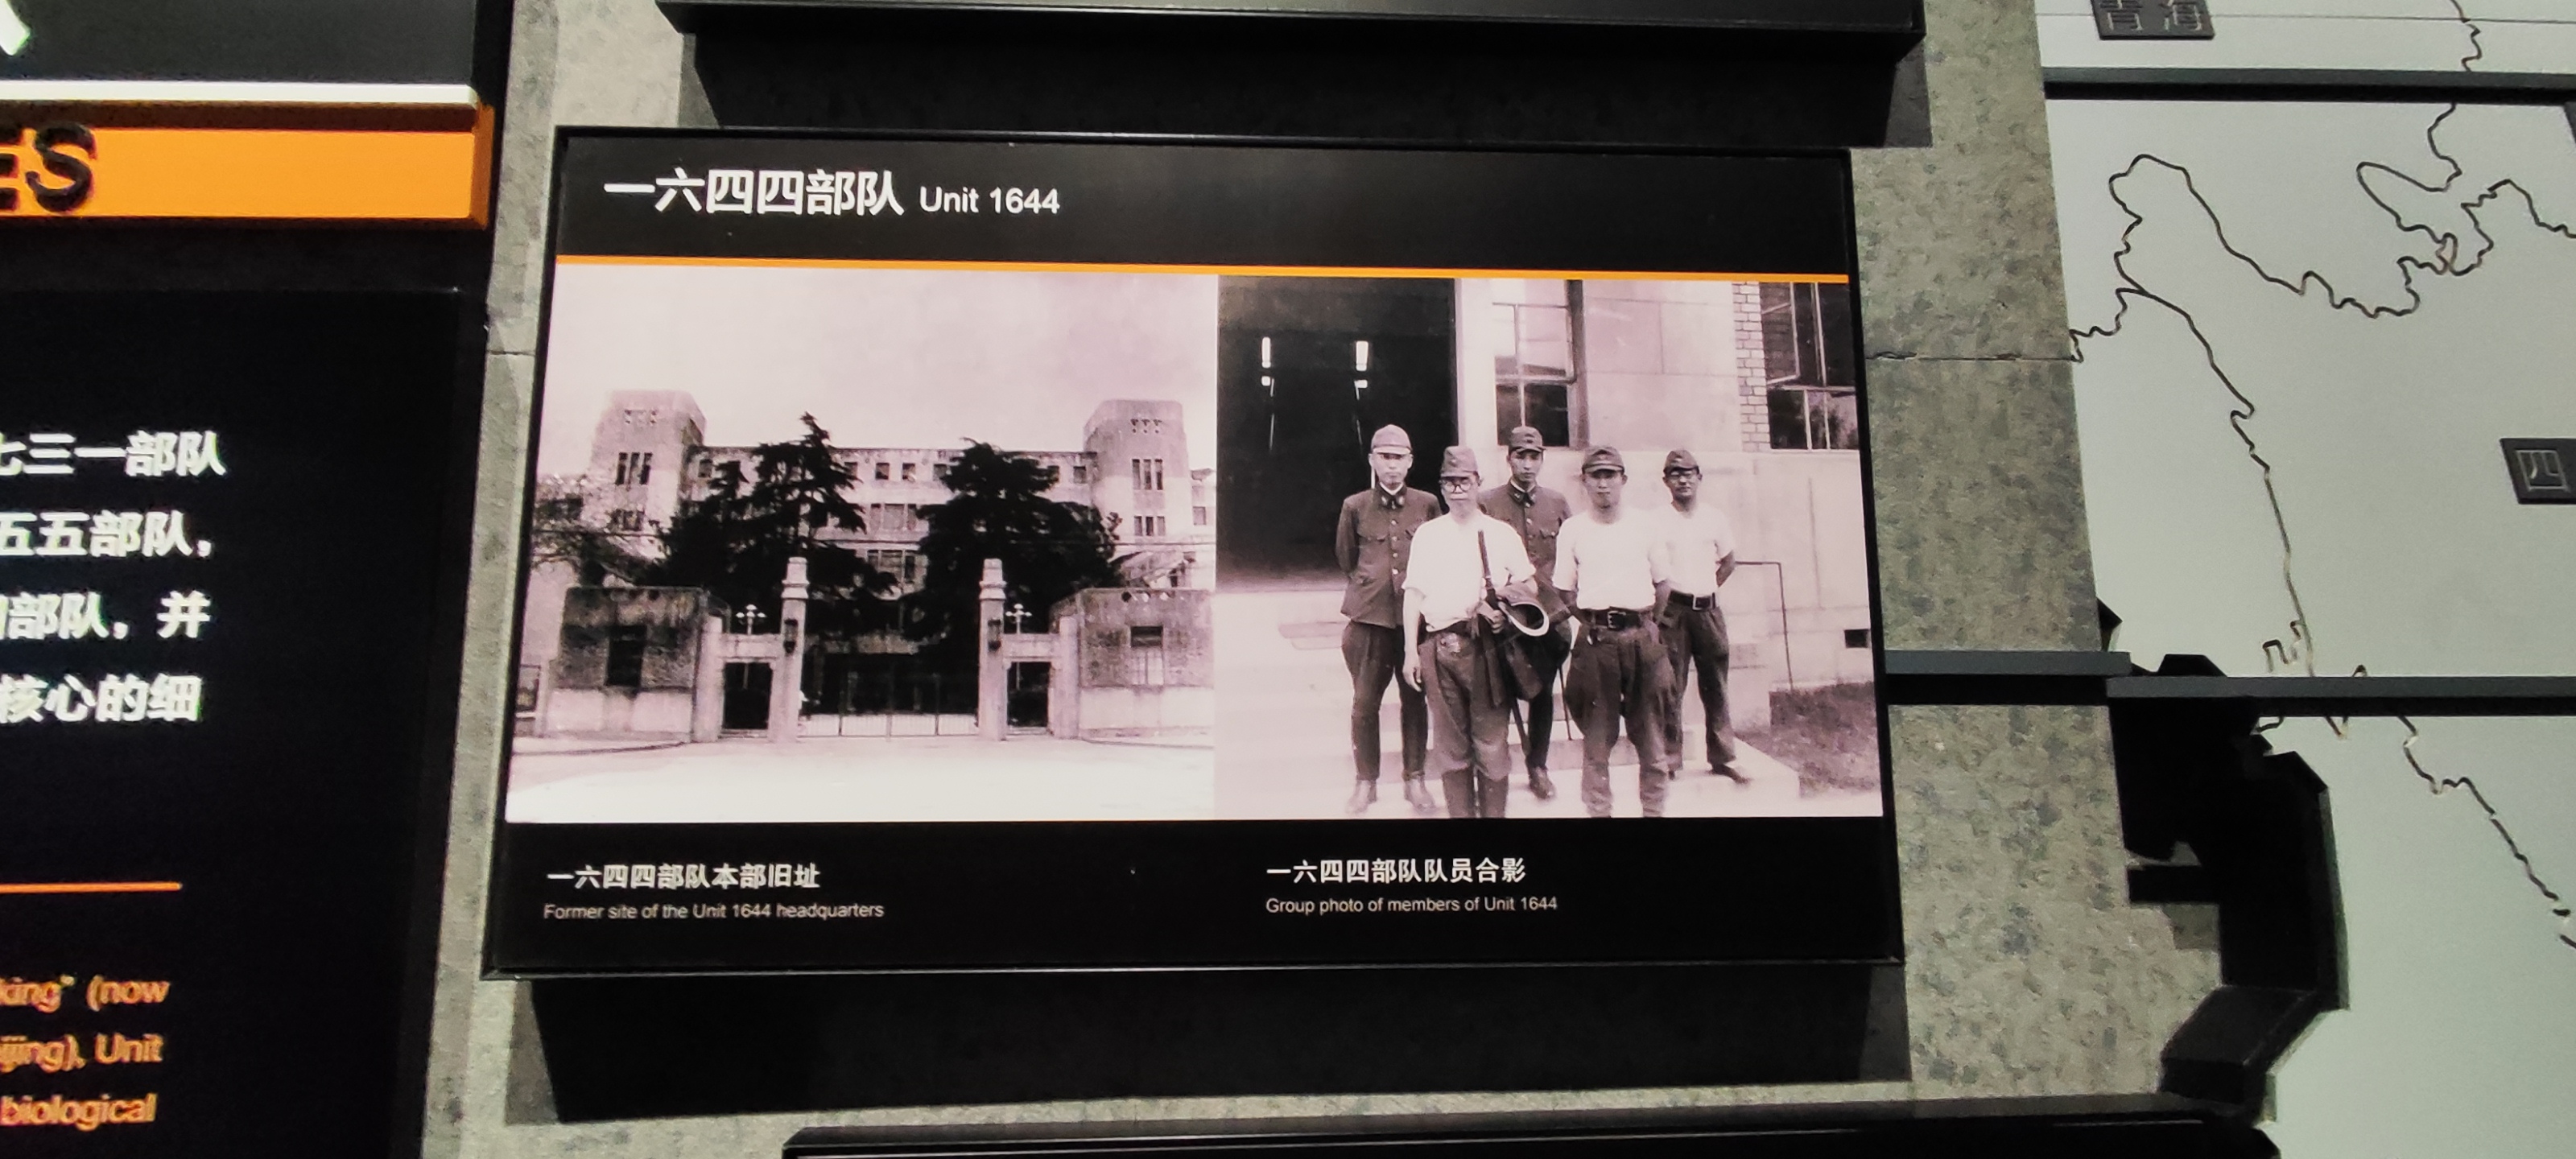 ES
七三一部队
五五部队，
部队，并
核心的细
king" (now
jing), Unit
biological
一六四四部队 Unit 1644
一六四四部队本部旧址
Former site of the Unit 1644 headquarters
一六四四部队队员合影
Group photo of members of Unit 1644
青海
四